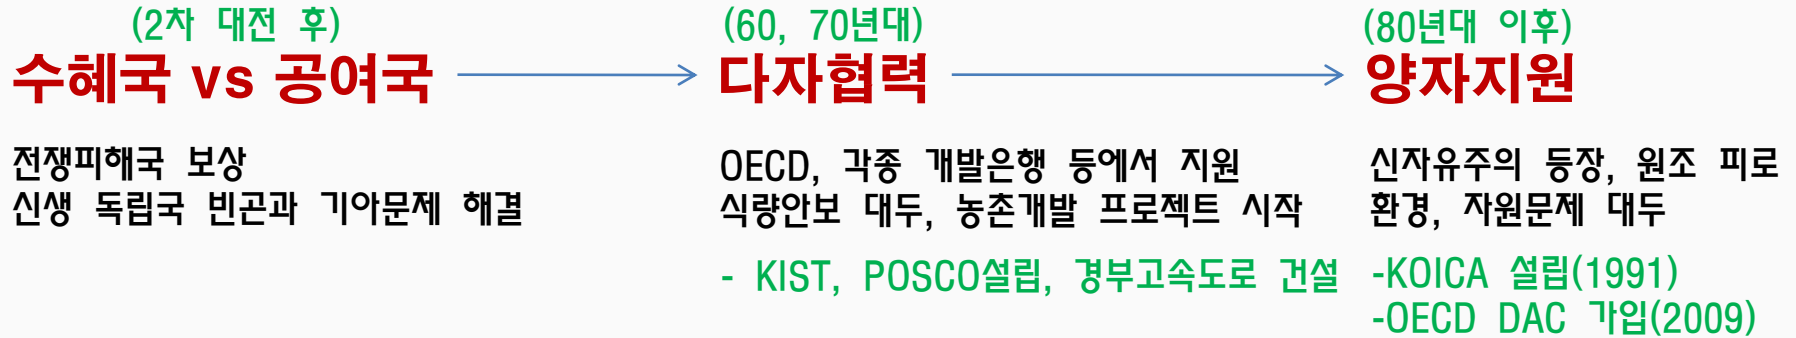 (2차 대전 후)
수혜국 vs 공여국
전쟁피해국 보상
신생 독립국 빈곤과 기아문제 해결
(60, 70년대)
다자협력
OECD, 각종 개발은행 등에서 지원
식량안보 대두, 농촌개발 프로젝트 시작
- KIST, POSCO설립, 경부고속도로 건설
(80년대 이후)
양자지원
신자유주의 등장, 원조 피로
환경, 자원문제 대두
-KOICA 설립(1991)
-OECD DAC 가입(2009)